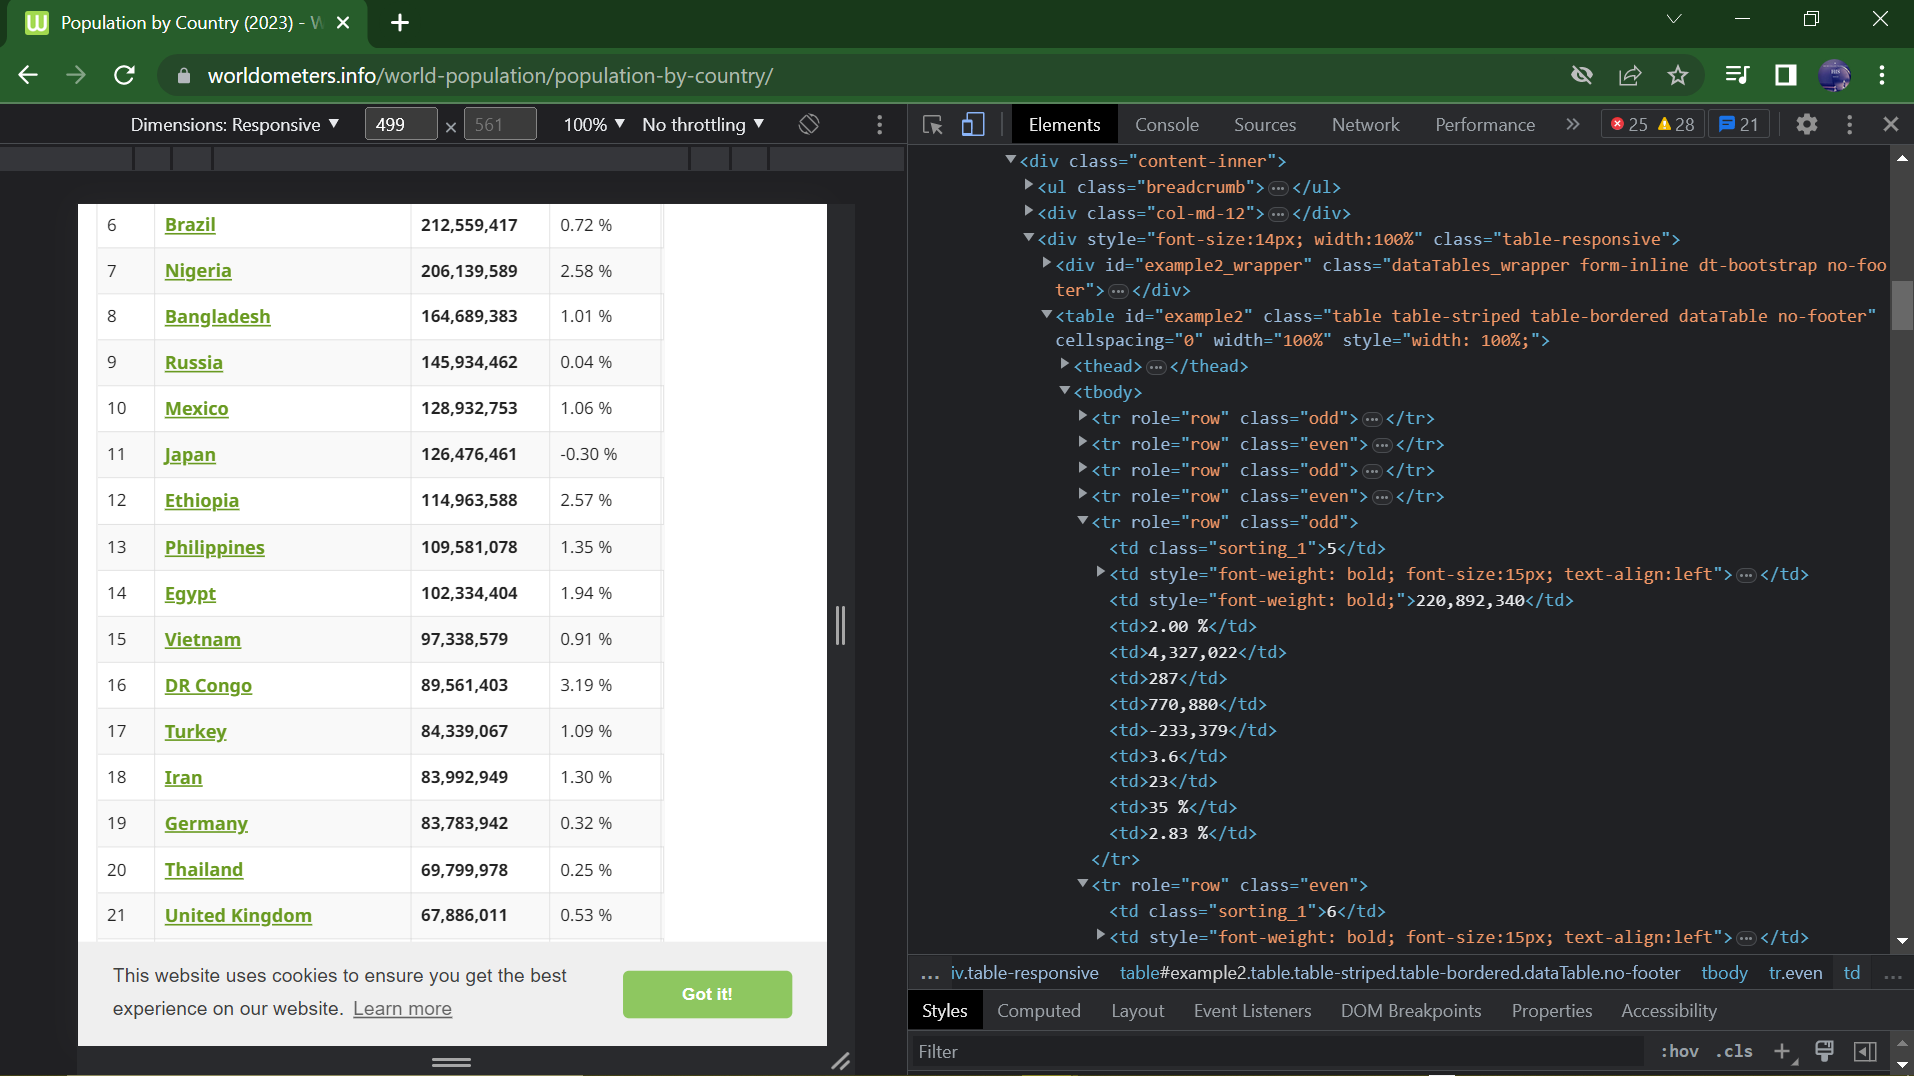 Population by Country (2023) - W
worldometers.info/world-population/population-by-country/
Dimensions: Responsive ▼ 499 × 561 100% ▼ No throttling ▼
6 Brazil 212,559,417 0.72 %
7 Nigeria 206,139,589 2.58 %
8 Bangladesh 164,689,383 1.01 %
9 Russia 145,934,462 0.04 %
10 Mexico 128,932,753 1.06 %
11 Japan 126,476,461 -0.30 %
12 Ethiopia 114,963,588 2.57 %
13 Philippines 109,581,078 1.35 %
14 Egypt 102,334,404 1.94 %
15 Vietnam 97,338,579 0.91 %
16 DR Congo 89,561,403 3.19 %
17 Turkey 84,339,067 1.09 %
18 Iran 83,992,949 1.30 %
19 Germany 83,783,942 0.32 %
20 Thailand 69,799,978 0.25 %
21 United Kingdom 67,886,011 0.53 %
This website uses cookies to ensure you get the best
experience on our website. Learn more
Got it!
Elements Console Sources Network Performance » 25 28 21
<div class="content-inner">
<ul class="breadcrumb">…</ul>
<div class="col-md-12">…</div>
<div style="font-size:14px; width:100%" class="table-responsive">
<div id="example2_wrapper" class="dataTables_wrapper form-inline dt-bootstrap no-foo
ter">…</div>
<table id="example2" class="table table-striped table-bordered dataTable no-footer"
cellspacing="0" width="100%" style="width: 100%;">
<thead>…</thead>
<tbody>
<tr role="row" class="odd">…</tr>
<tr role="row" class="even">…</tr>
<tr role="row" class="odd">…</tr>
<tr role="row" class="even">…</tr>
<tr role="row" class="odd">
<td class="sorting_1">5</td>
<td style="font-weight: bold; font-size:15px; text-align:left">…</td>
<td style="font-weight: bold;">220,892,340</td>
<td>2.00 %</td>
<td>4,327,022</td>
<td>287</td>
<td>770,880</td>
<td>-233,379</td>
<td>3.6</td>
<td>23</td>
<td>35 %</td>
<td>2.83 %</td>
</tr>
<tr role="row" class="even">
<td class="sorting_1">6</td>
<td style="font-weight: bold; font-size:15px; text-align:left">…</td>
… iv.table-responsive table#example2.table.table-striped.table-bordered.dataTable.no-footer tbody tr.even td …
Styles Computed Layout Event Listeners DOM Breakpoints Properties Accessibility
Filter :hov .cls